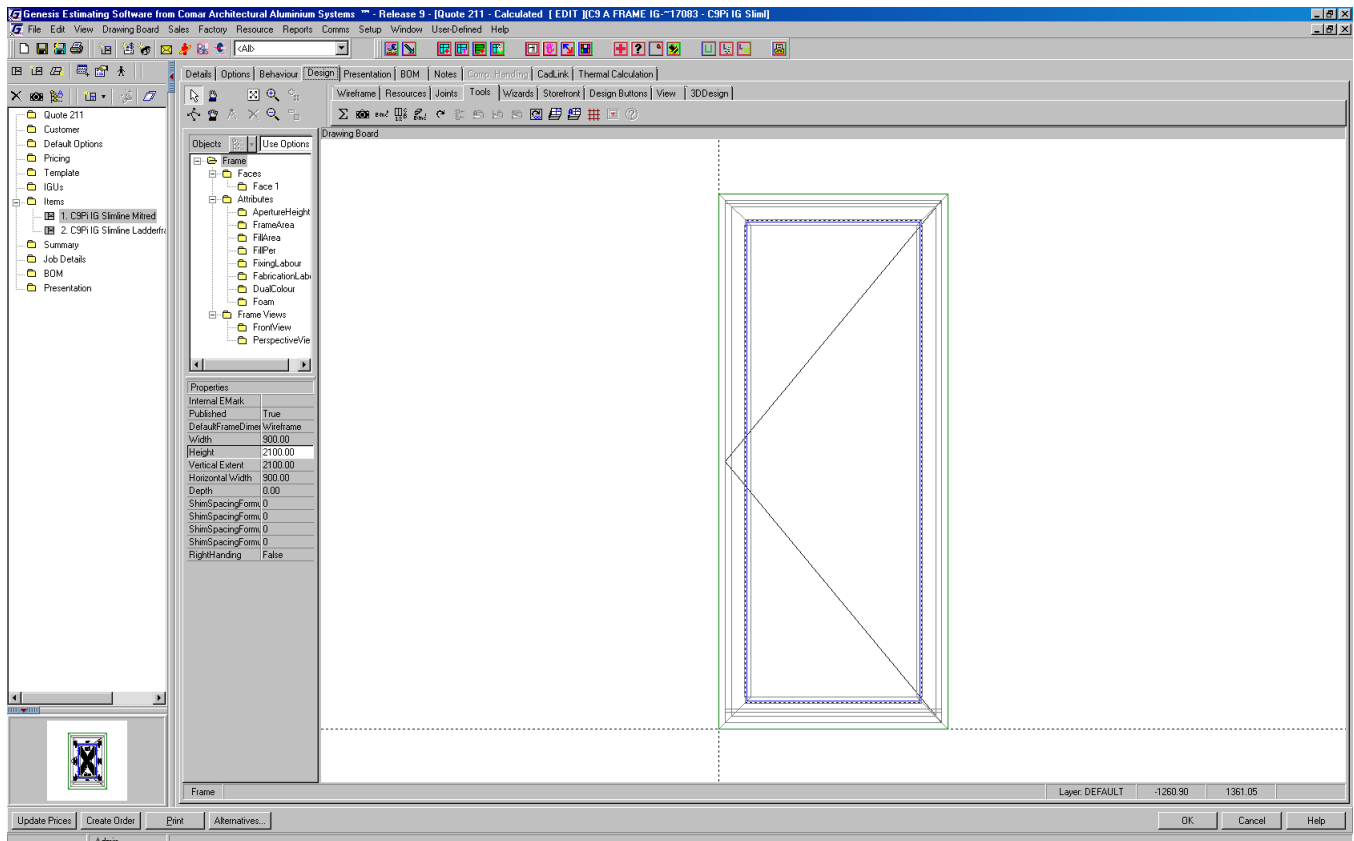 Genesis Estimating Software from Comar Architectural Aluminium Systems ™ - Release 9 - [Quote 211 - Calculated [ EDIT ][C9 A FRAME IG-~17083 - C9Pi IG Sliml]
File Edit View Drawing Board Sales Factory Resource Reports Comms Setup Window User-Defined Help
<All>
Details Options Behaviour Design Presentation BOM Notes Comp. Handing CadLink Thermal Calculation
Wireframe Resources Joints Tools Wizards Storefront Design Buttons View 3DDesign
Quote 211
Customer
Default Options
Pricing
Template
IGUs
Items
1. C9Pi IG Slimline Mitred
2. C9Pi IG Slimline Ladderfra
Summary
Job Details
BOM
Presentation
Objects Use Options
Frame
Faces
Face 1
Attributes
ApertureHeight
FrameArea
FillArea
FillPer
FixingLabour
FabricationLab
DualColour
Foam
Frame Views
FrontView
PerspectiveVie
Properties
Internal EMark
Published True
DefaultFrameDimer Wireframe
Width 900.00
Height 2100.00
Vertical Extent 2100.00
Horizontal Width 900.00
Depth 0.00
ShimSpacingFormu 0
ShimSpacingFormu 0
ShimSpacingFormu 0
ShimSpacingFormu 0
RightHanding False
Drawing Board
Frame Layer: DEFAULT -1260.90 1361.05
Update Prices Create Order Print Alternatives... OK Cancel Help
Admin